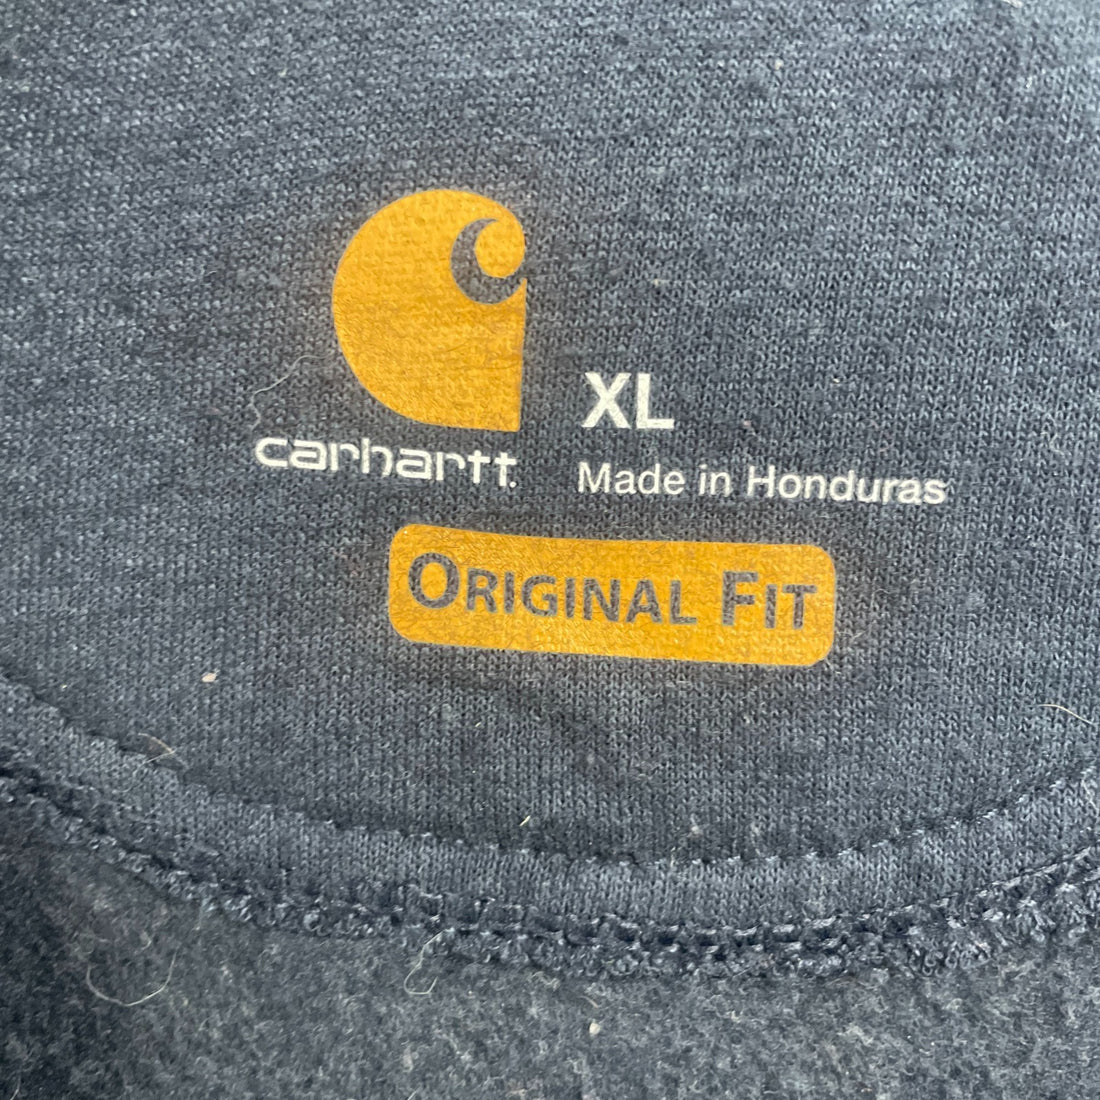 XL
carhartt.
Made in Honduras
ORIGINAL FIT